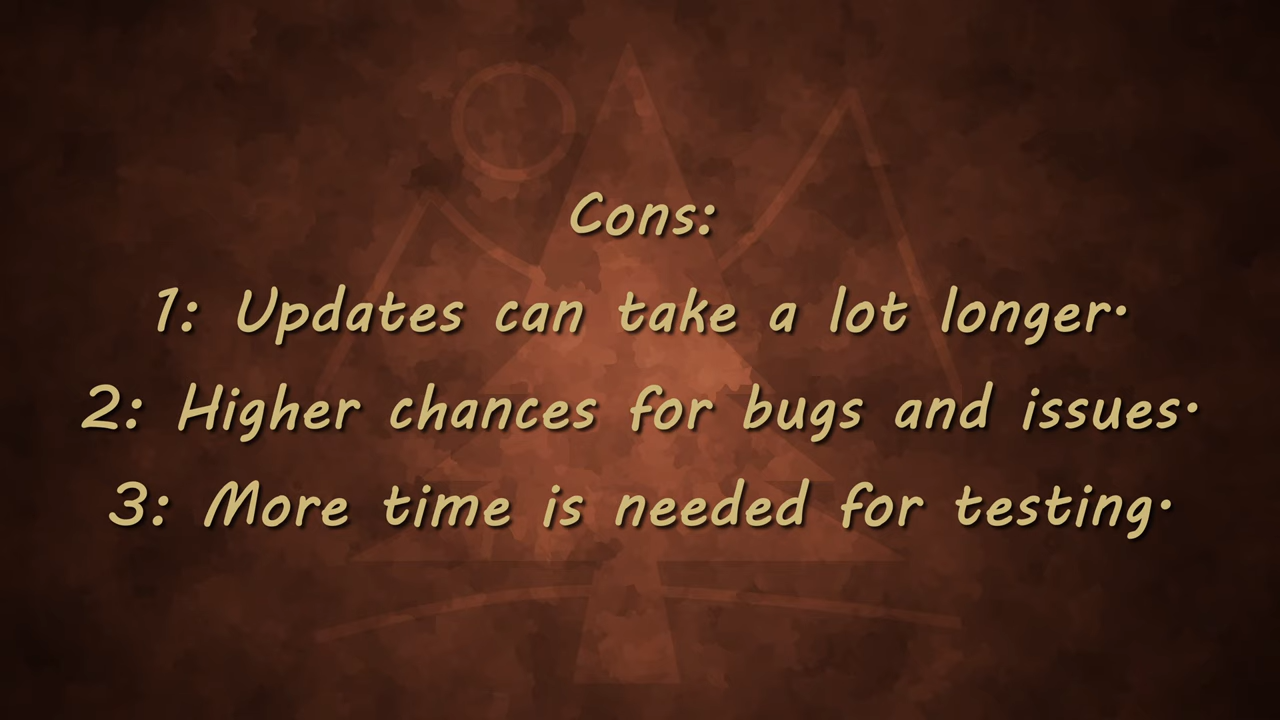 Cons:
1: Updates can take a lot longer.
2: Higher chances for bugs and issues.
3: More time is needed for testing.